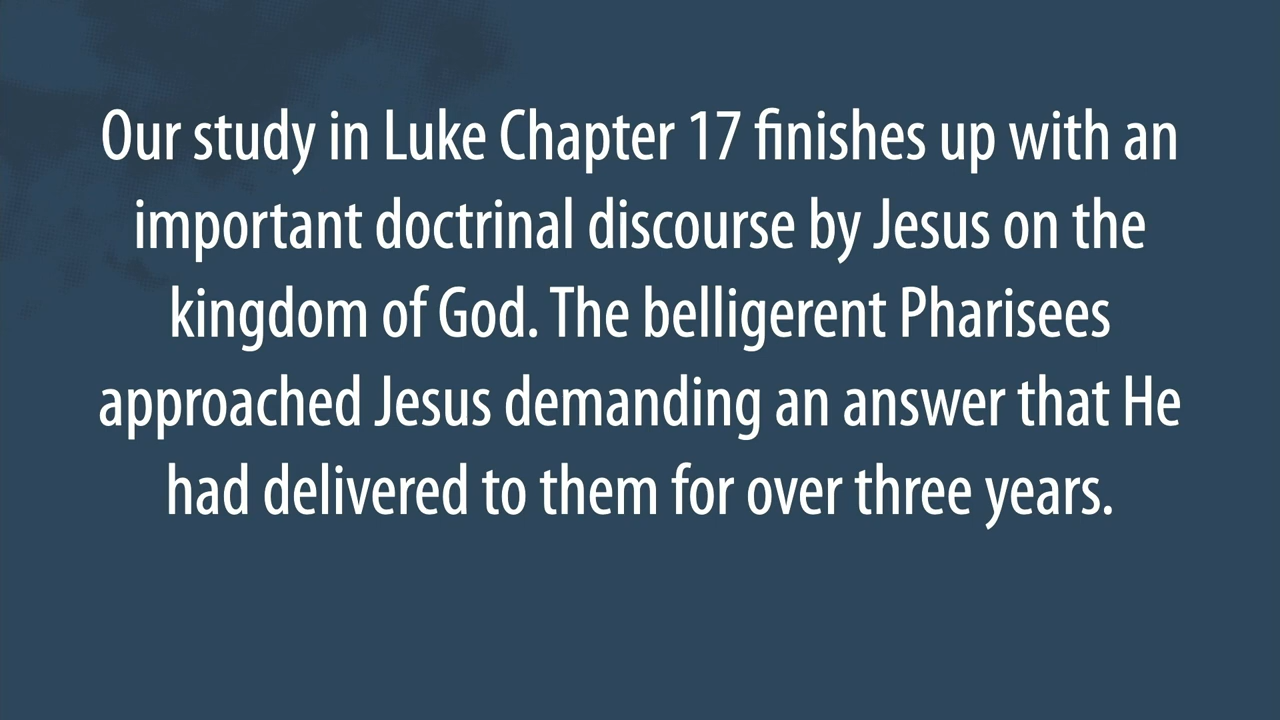 Our study in Luke Chapter 17 finishes up with an
important doctrinal discourse by Jesus on the
kingdom of God. The belligerent Pharisees
approached Jesus demanding an answer that He
had delivered to them for over three years.